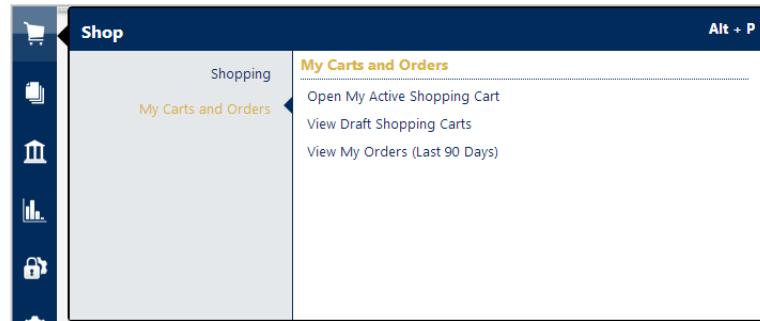 Shop
Alt + P
Shopping
My Carts and Orders
My Carts and Orders
Open My Active Shopping Cart
View Draft Shopping Carts
View My Orders (Last 90 Days)